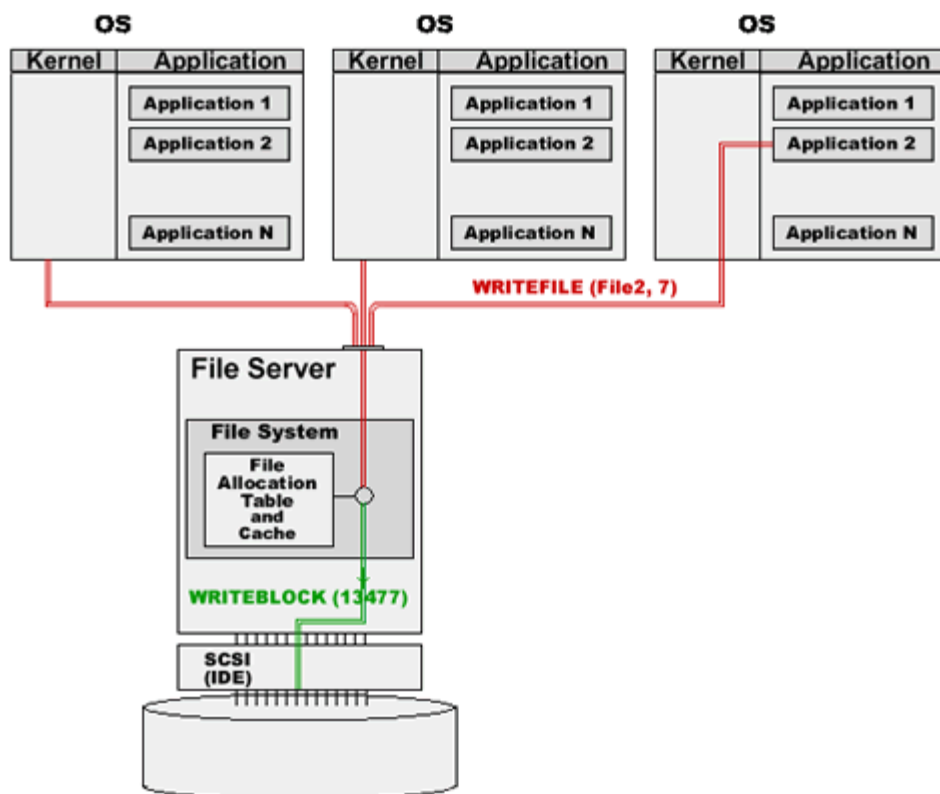 OS
OS
OS
Kernel Application
Kernel Application
Kernel Application
Application 1
Application 1
Application 1
Application 2
Application 2
Application 2
Application N
Application N
Application N
WRITEFILE (File2, 7)
File Server
File System
File
Allocation
Table
and
Cache
WRITEBLOCK (13477)
SCSI
(IDE)